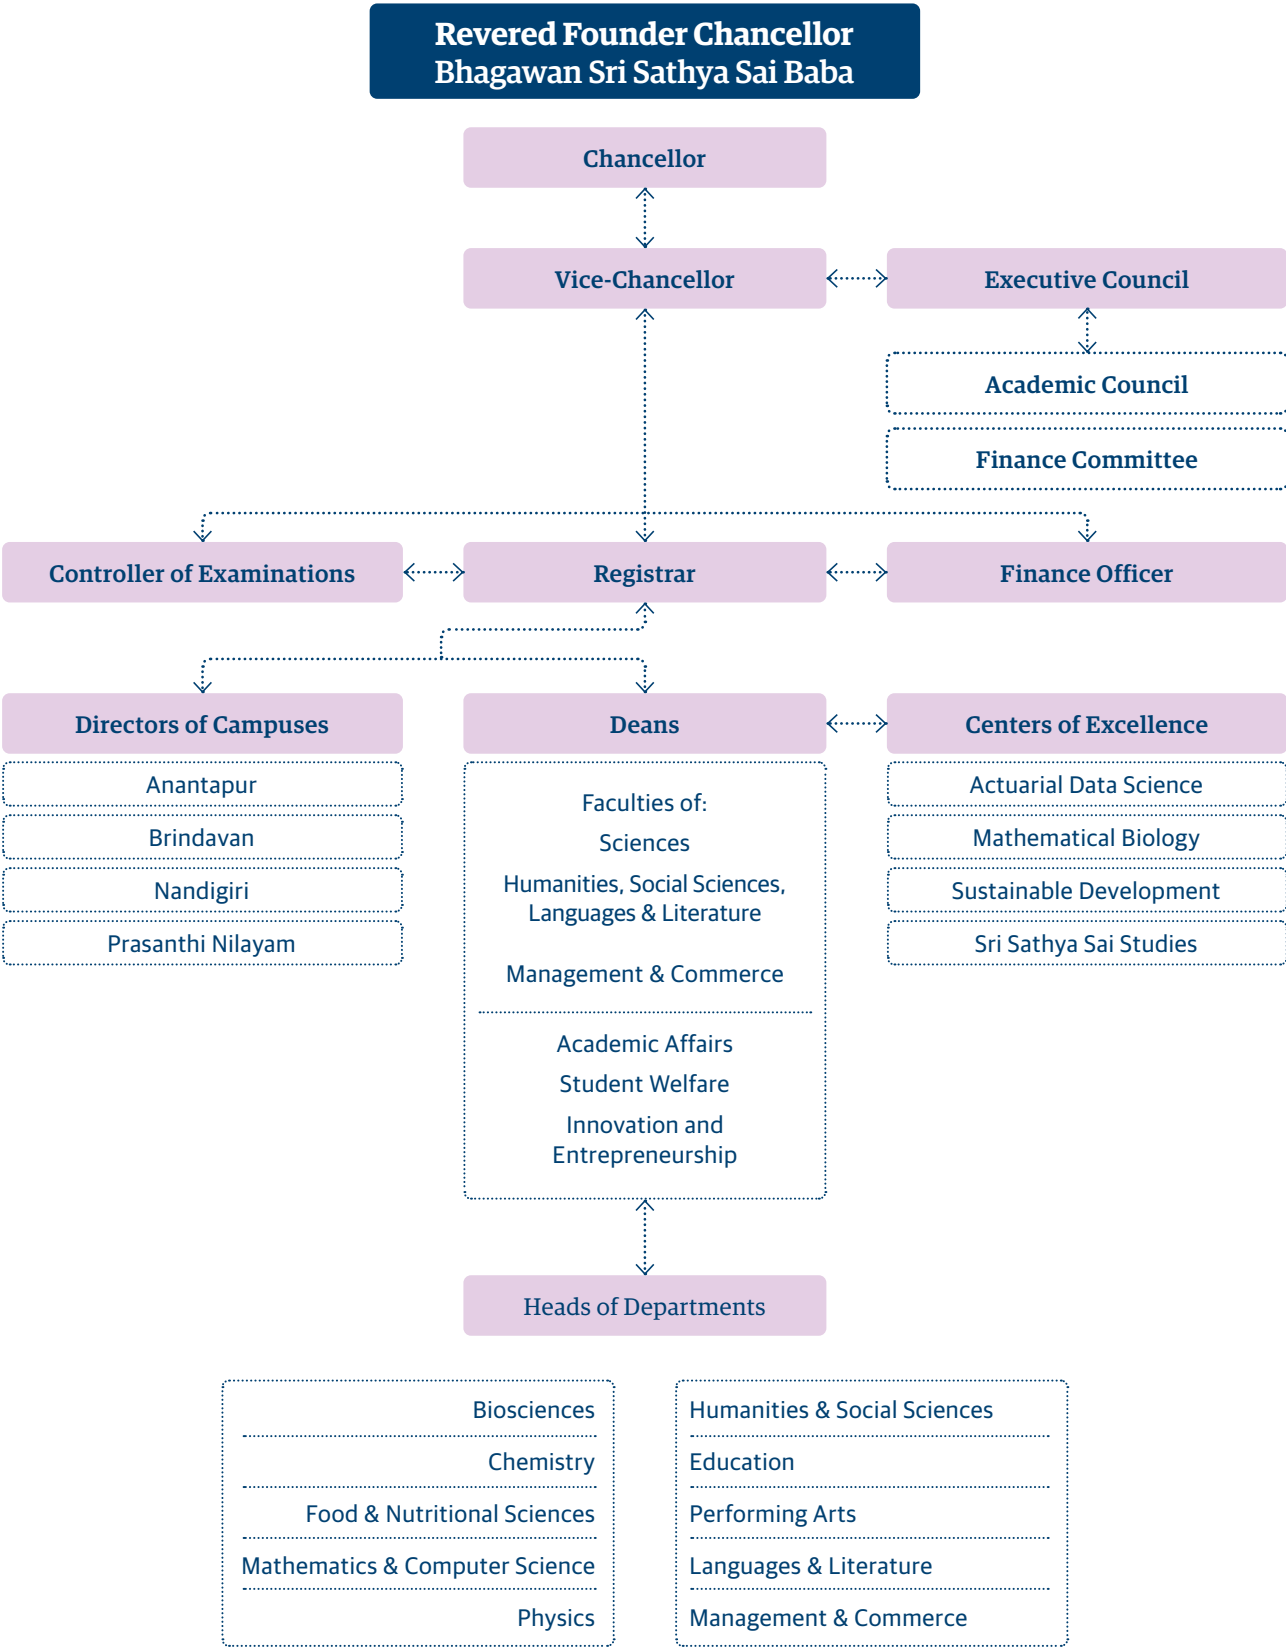 Revered Founder Chancellor
Bhagawan Sri Sathya Sai Baba
Chancellor
Vice-Chancellor
Executive Council
Academic Council
Finance Committee
Controller of Examinations
Registrar
Finance Officer
Directors of Campuses
Anantapur
Brindavan
Nandigiri
Prasanthi Nilayam
Deans
Faculties of:
Sciences
Humanities, Social Sciences,
Languages & Literature
Management & Commerce
Academic Affairs
Student Welfare
Innovation and
Entrepreneurship
Centers of Excellence
Actuarial Data Science
Mathematical Biology
Sustainable Development
Sri Sathya Sai Studies
Heads of Departments
Biosciences
Chemistry
Food & Nutritional Sciences
Mathematics & Computer Science
Physics
Humanities & Social Sciences
Education
Performing Arts
Languages & Literature
Management & Commerce